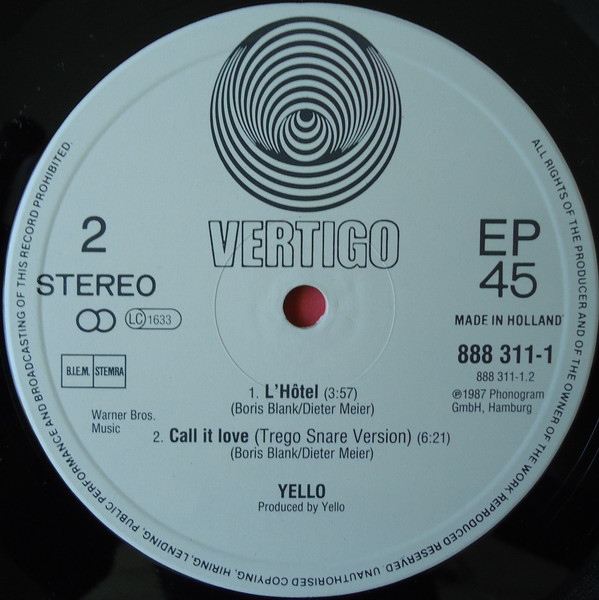 VERTIGO
2
STEREO
LC 1633
B.I.E.M. STEMRA
EP
45
MADE IN HOLLAND
888 311-1
888 311-1.2
℗1987 Phonogram
GmbH, Hamburg
Warner Bros.
Music
1. L'Hôtel (3:57)
(Boris Blank/Dieter Meier)
2. Call it love (Trego Snare Version) (6:21)
(Boris Blank/Dieter Meier)
YELLO
Produced by Yello
ALL RIGHTS OF THE PRODUCER AND OF THE OWNER OF THE WORK REPRODUCED RESERVED. UNAUTHORISED COPYING, HIRING, LENDING, PUBLIC PERFORMANCE AND BROADCASTING OF THIS RECORD PROHIBITED.